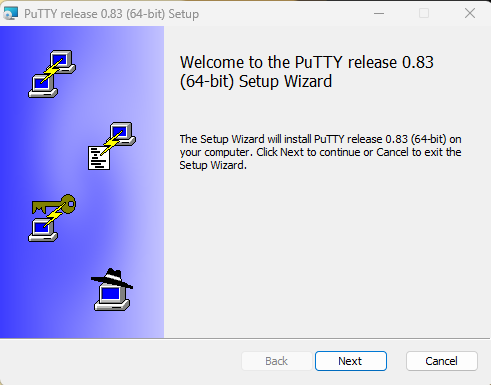 PuTTY release 0.83 (64-bit) Setup
Welcome to the PuTTY release 0.83
(64-bit) Setup Wizard
The Setup Wizard will install PuTTY release 0.83 (64-bit) on
your computer. Click Next to continue or Cancel to exit the
Setup Wizard.
Back
Next
Cancel